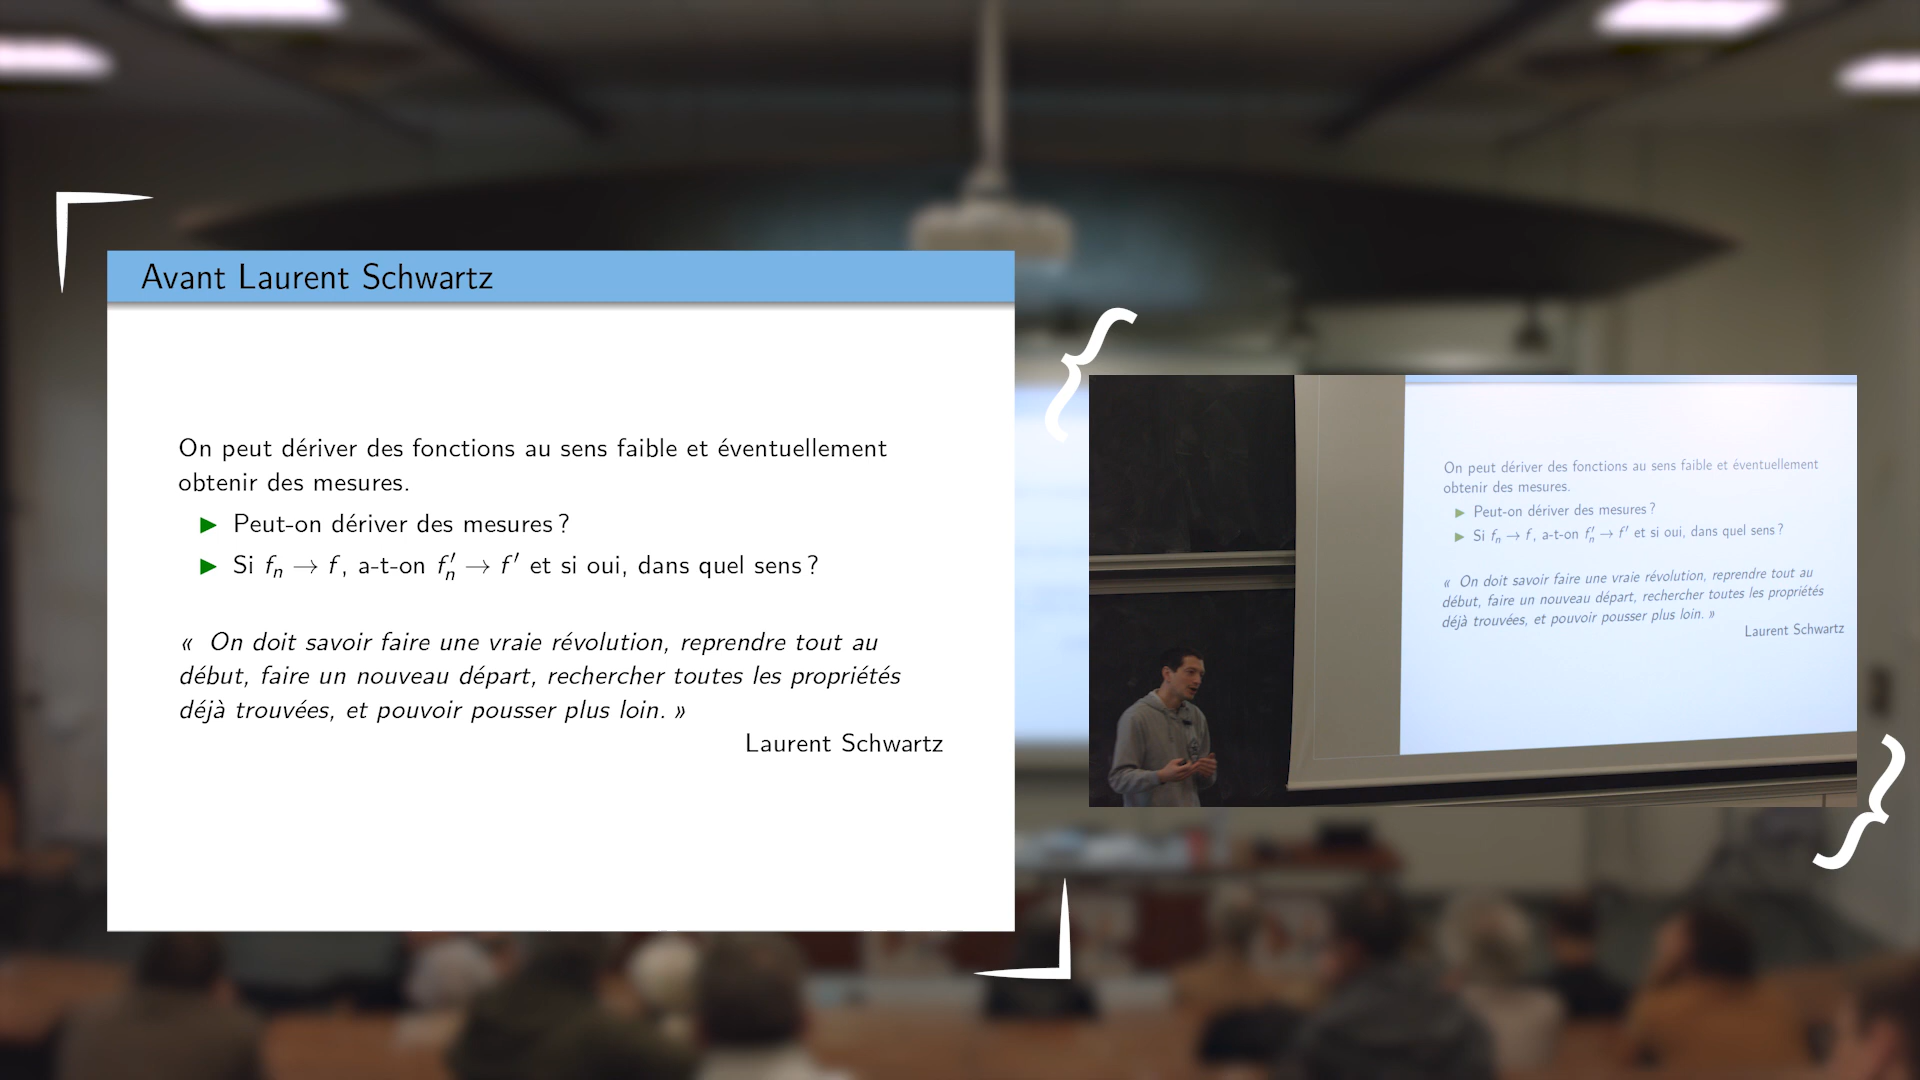 Avant Laurent Schwartz
On peut dériver des fonctions au sens faible et éventuellement
obtenir des mesures.
▶ Peut-on dériver des mesures ?
▶ Si fₙ → f, a-t-on f′ₙ → f′ et si oui, dans quel sens ?
« On doit savoir faire une vraie révolution, reprendre tout au
début, faire un nouveau départ, rechercher toutes les propriétés
déjà trouvées, et pouvoir pousser plus loin. »
Laurent Schwartz
On peut dériver des fonctions au sens faible et éventuellement
obtenir des mesures.
▶ Peut-on dériver des mesures ?
▶ Si fₙ → f, a-t-on f′ₙ → f′ et si oui, dans quel sens ?
« On doit savoir faire une vraie révolution, reprendre tout au
début, faire un nouveau départ, rechercher toutes les propriétés
déjà trouvées, et pouvoir pousser plus loin. »
Laurent Schwartz